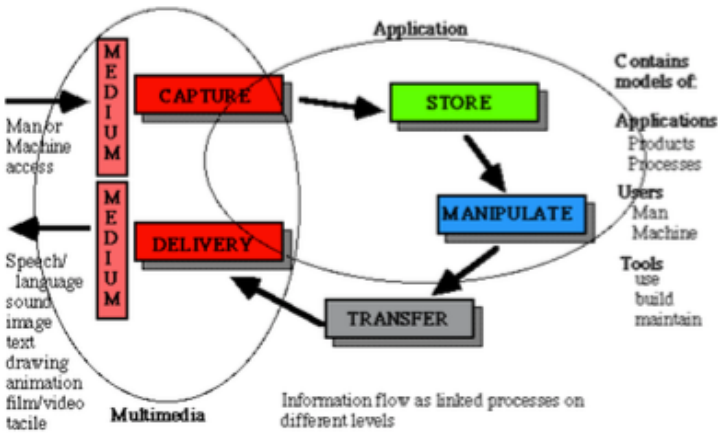 Application
C contains
models of:
MEDIUM
CAPTURE
STORE
Man or
Machine
access
Applications
Products
Processes
Users
Man
Machine
MEDIUM
DELIVERY
MANIPULATE
Speech/
language
sound
image
text
drawing
animation
film/video
tacile
Tools
use
build
maintain
TRANSFER
Multimedia
Information flow as linked processes on
different levels